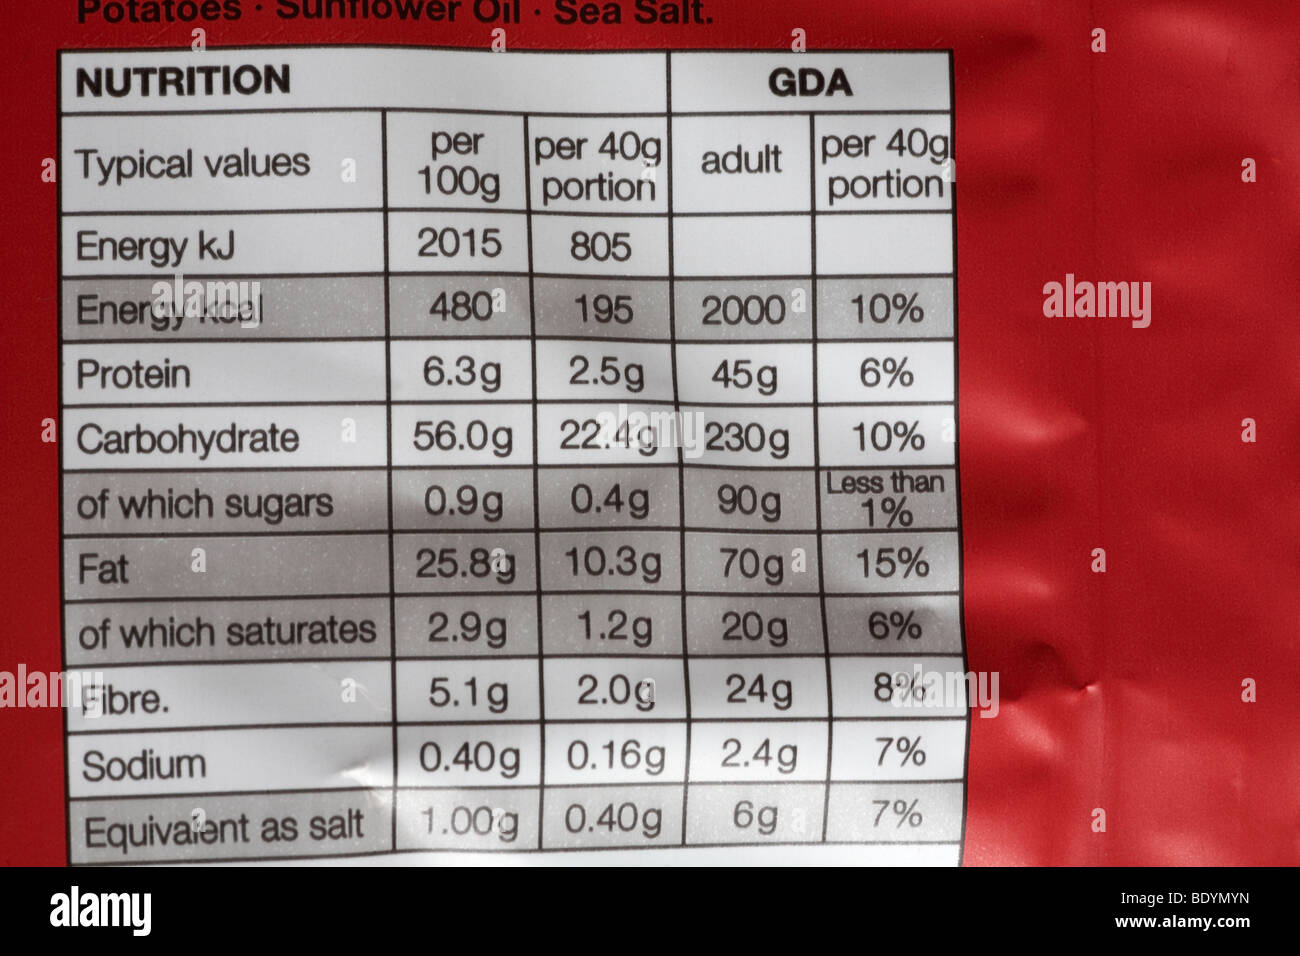 Potatoes · Sunflower Oil · Sea Salt.
NUTRITION GDA
Typical values per 100g per 40g portion adult per 40g portion
Energy kJ 2015 805
Energy kcal 480 195 2000 10%
Protein 6.3g 2.5g 45g 6%
Carbohydrate 56.0g 22.4g 230g 10%
of which sugars 0.9g 0.4g 90g Less than 1%
Fat 25.8g 10.3g 70g 15%
of which saturates 2.9g 1.2g 20g 6%
Fibre. 5.1g 2.0g 24g 8%
Sodium 0.40g 0.16g 2.4g 7%
Equivalent as salt 1.00g 0.40g 6g 7%
alamy
alamy
alamy
alamy
a alamy
Image ID: BDYMYN
www.alamy.com